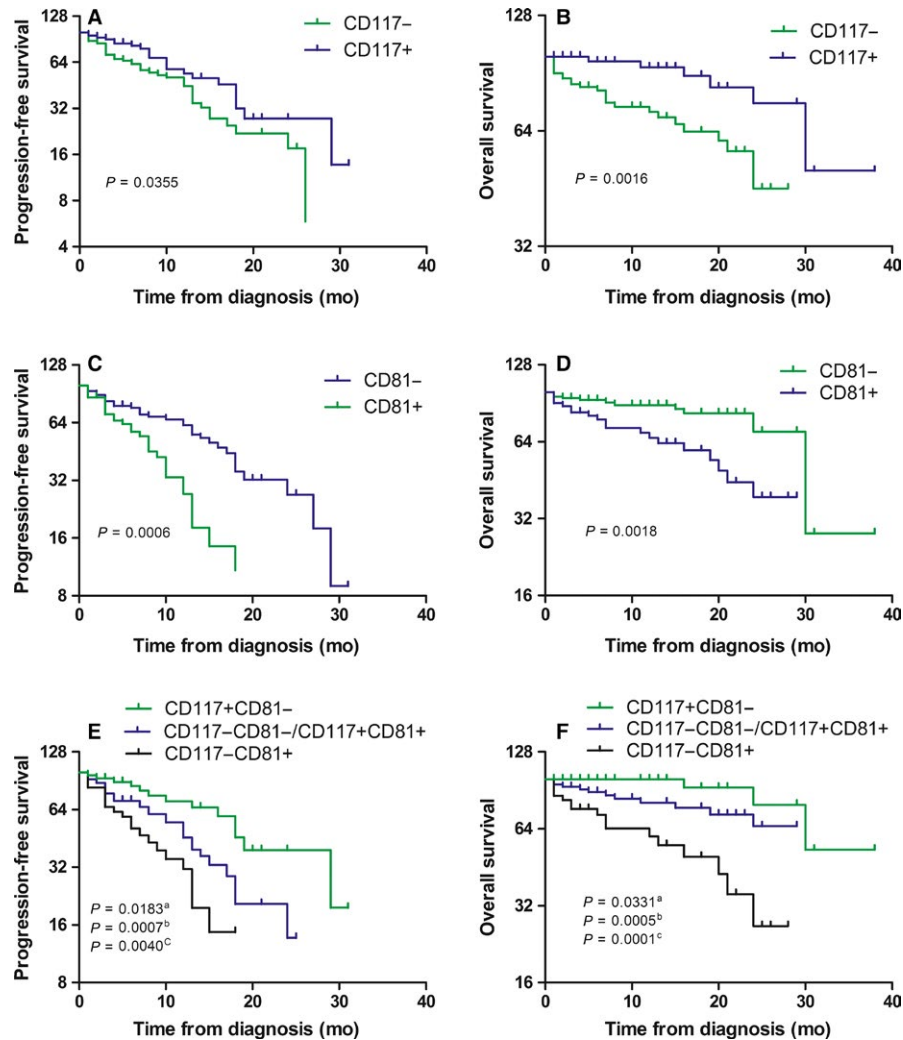 A
CD117–
CD117+
Progression-free survival
128
64
32
16
8
4
P = 0.0355
0 10 20 30 40
Time from diagnosis (mo)
B
CD117–
CD117+
Overall survival
128
64
32
P = 0.0016
0 10 20 30 40
Time from diagnosis (mo)
C
CD81–
CD81+
Progression-free survival
128
64
32
16
8
P = 0.0006
0 10 20 30 40
Time from diagnosis (mo)
D
CD81–
CD81+
Overall survival
128
64
32
16
P = 0.0018
0 10 20 30 40
Time from diagnosis (mo)
E
CD117+CD81–
CD117–CD81–/CD117+CD81+
CD117–CD81+
Progression-free survival
128
64
32
16
8
P = 0.0183ᵃ
P = 0.0007ᵇ
P = 0.0040ᶜ
0 10 20 30 40
Time from diagnosis (mo)
F
CD117+CD81–
CD117–CD81–/CD117+CD81+
CD117–CD81+
Overall survival
128
64
32
16
P = 0.0331ᵃ
P = 0.0005ᵇ
P = 0.0001ᶜ
0 10 20 30 40
Time from diagnosis (mo)